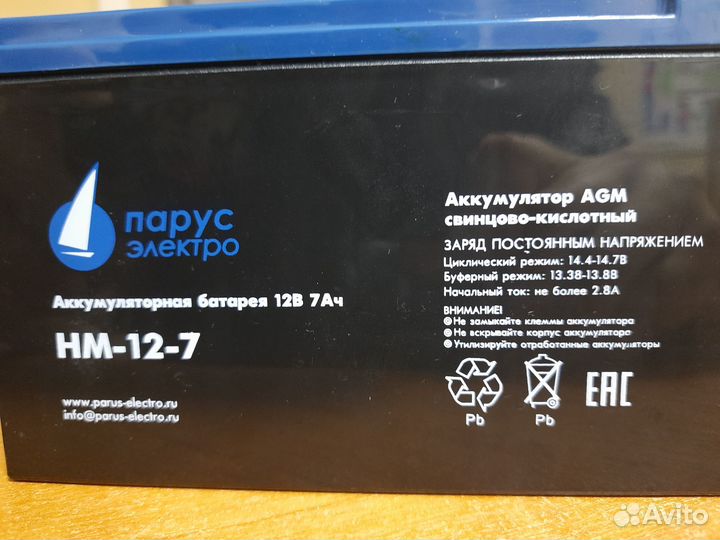 парус
электро
Аккумуляторная батарея 12В 7Ач
НМ-12-7
www.parus-electro.ru
info@parus-electro.ru
Аккумулятор AGM
свинцово-кислотный
ЗАРЯД ПОСТОЯННЫМ НАПРЯЖЕНИЕМ
Циклический режим: 14.4-14.7В
Буферный режим: 13.38-13.8В
Начальный ток: не более 2.8А
ВНИМАНИЕ!
Не замыкайте клеммы аккумулятора
Не вскрывайте корпус аккумулятора
Утилизируйте отработанные аккумуляторы
Pb
Pb
EAC
Avito